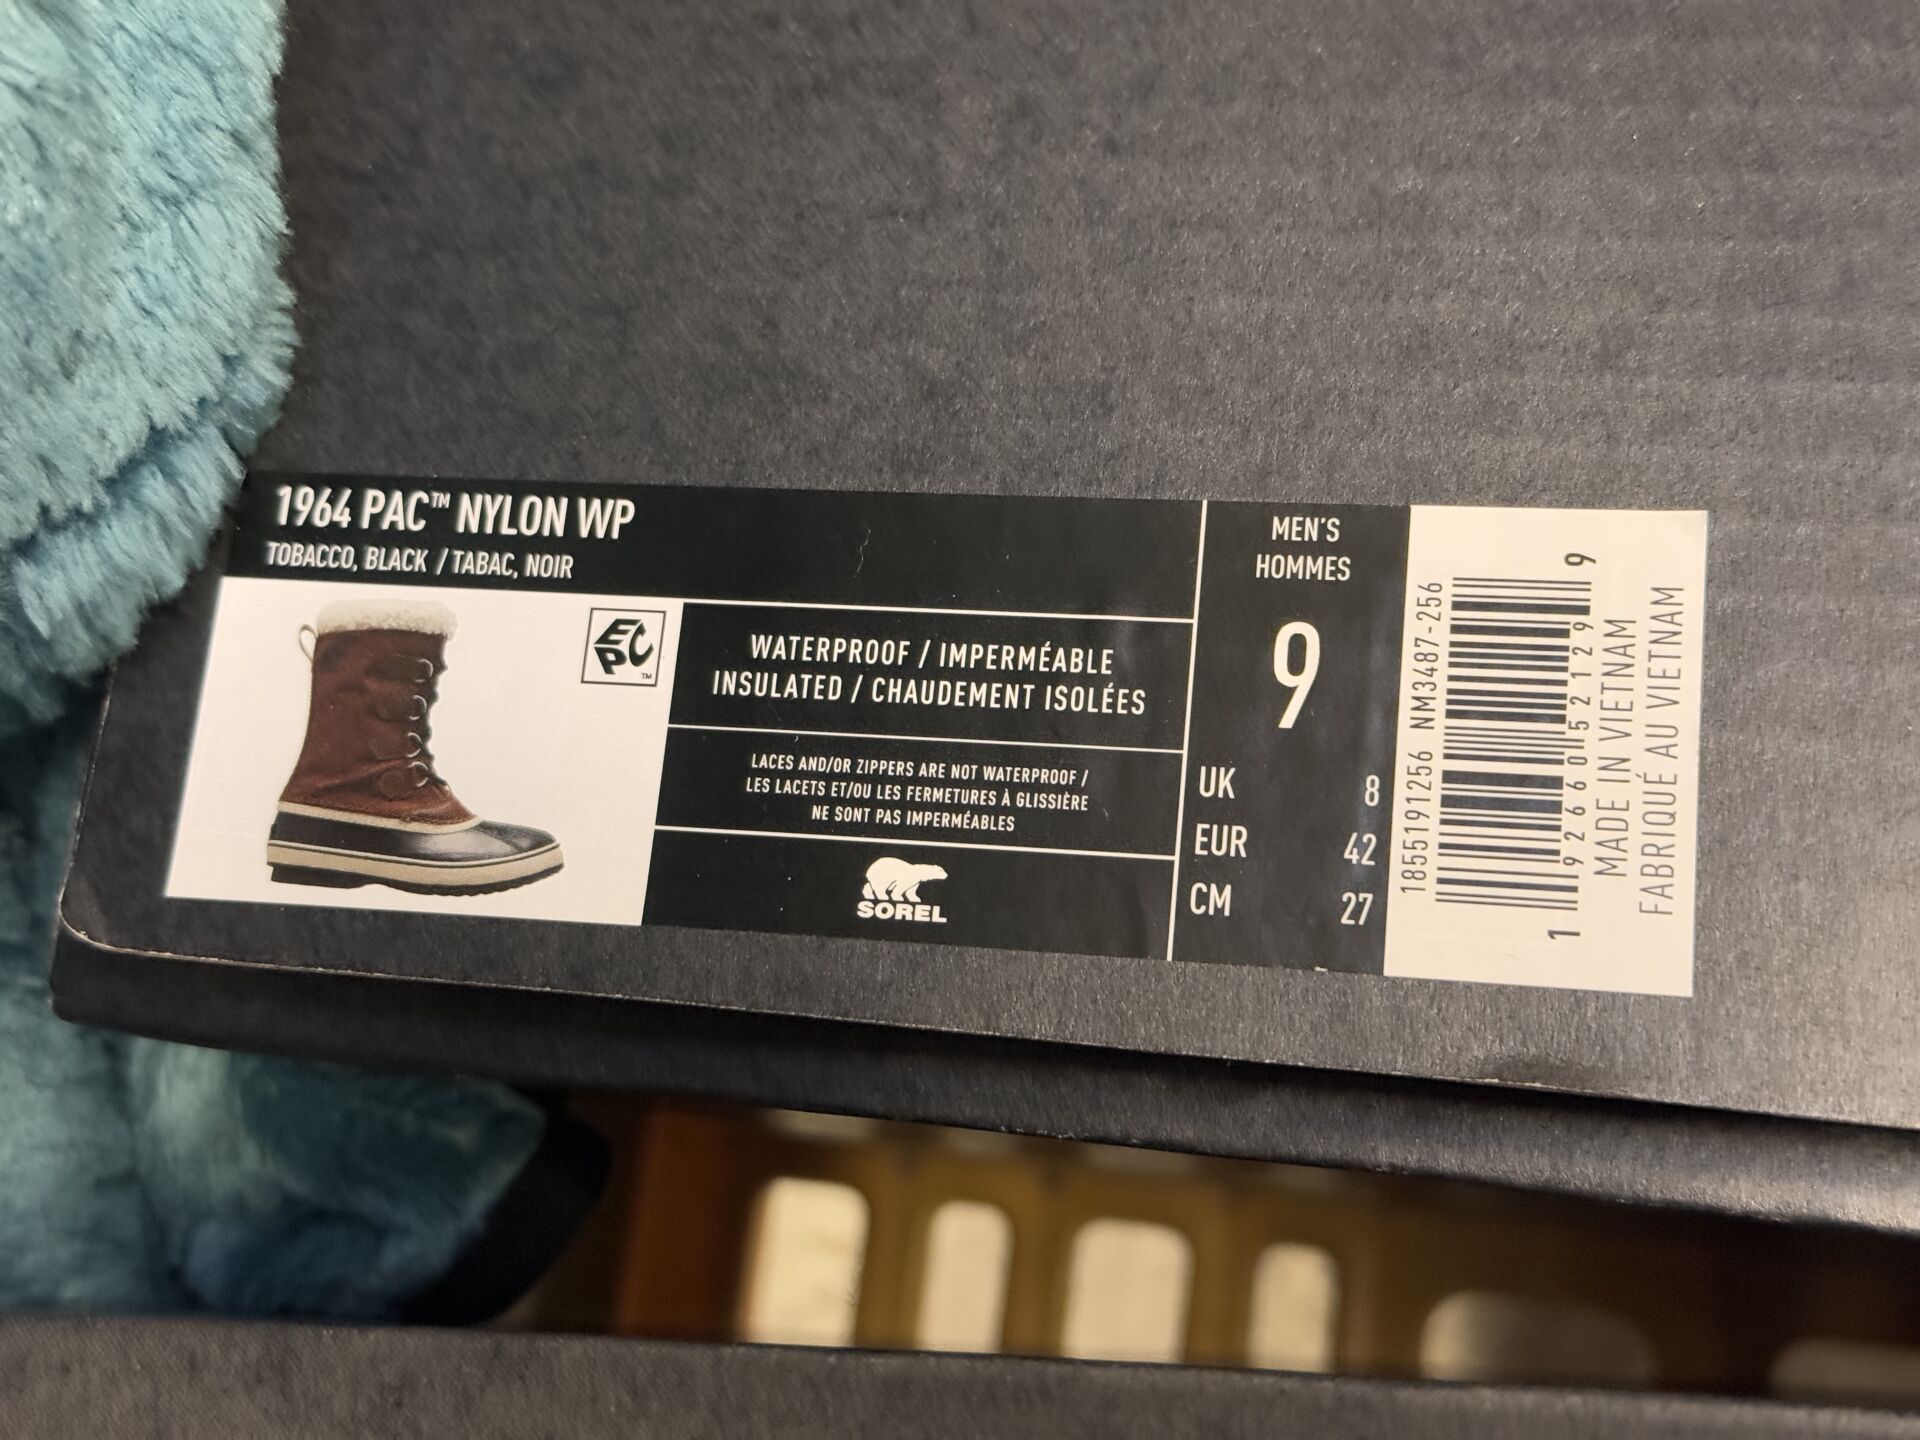 1964 PAC™ NYLON WP
TOBACCO, BLACK / TABAC, NOIR
EPC™
WATERPROOF / IMPERMÉABLE
INSULATED / CHAUDEMENT ISOLÉES
LACES AND/OR ZIPPERS ARE NOT WATERPROOF /
LES LACETS ET/OU LES FERMETURES À GLISSIÈRE
NE SONT PAS IMPERMÉABLES
SOREL
MEN'S
HOMMES
9
UK 8
EUR 42
CM 27
1855191256 NM3487-256
1 92660 52129 9
MADE IN VIETNAM
FABRIQUÉ AU VIETNAM